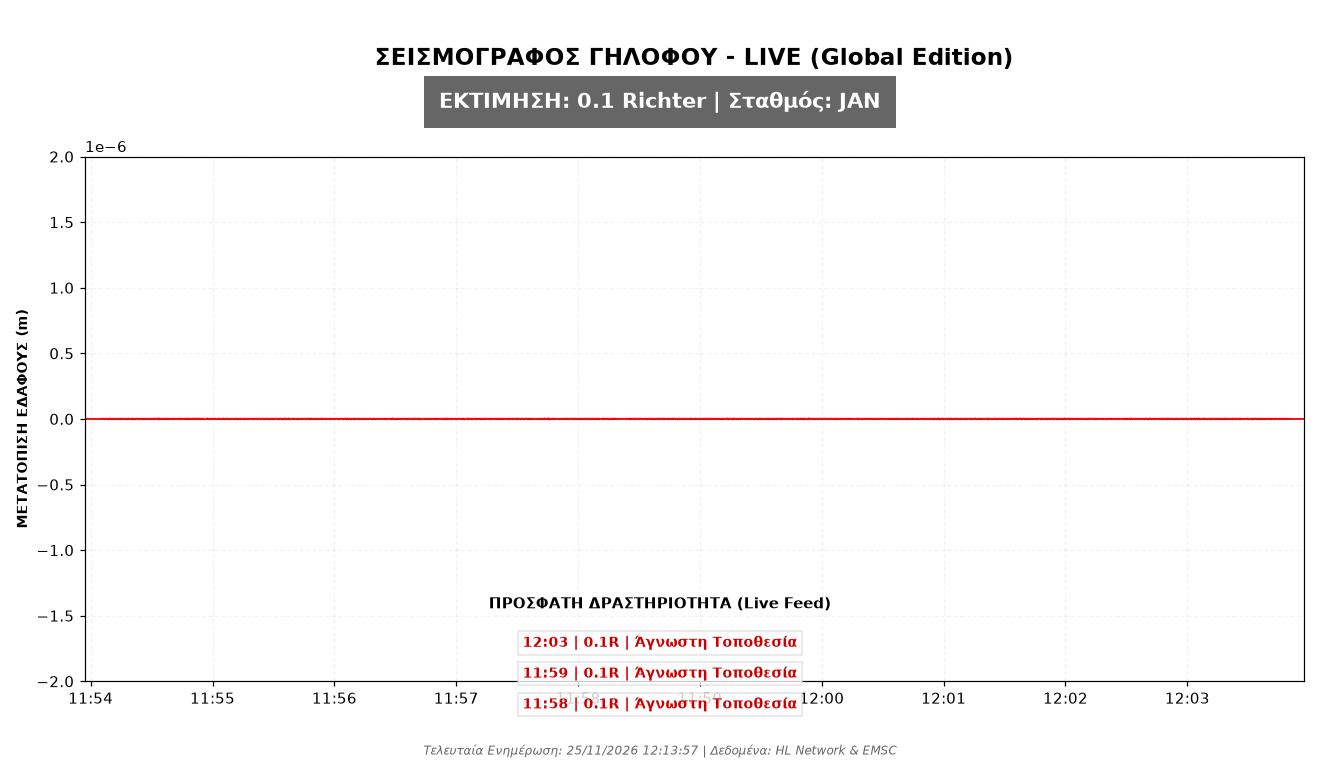 ΣΕΙΣΜΟΓΡΑΦΟΣ ΓΗΛΟΦΟΥ - LIVE (Global Edition)
ΕΚΤΙΜΗΣΗ: 0.1 Richter | Σταθμός: JAN
1e−6
2.0
1.5
1.0
0.5
0.0
−0.5
−1.0
−1.5
−2.0
ΜΕΤΑΤΟΠΙΣΗ ΕΔΑΦΟΥΣ (m)
ΠΡΟΣΦΑΤΗ ΔΡΑΣΤΗΡΙΟΤΗΤΑ (Live Feed)
12:03 | 0.1R | Άγνωστη Τοποθεσία
11:59 | 0.1R | Άγνωστη Τοποθεσία
11:58 | 0.1R | Άγνωστη Τοποθεσία
11:54 11:55 11:56 11:57 11:58 11:59 12:00 12:01 12:02 12:03
Τελευταία Ενημέρωση: 25/11/2026 12:13:57 | Δεδομένα: HL Network & EMSC